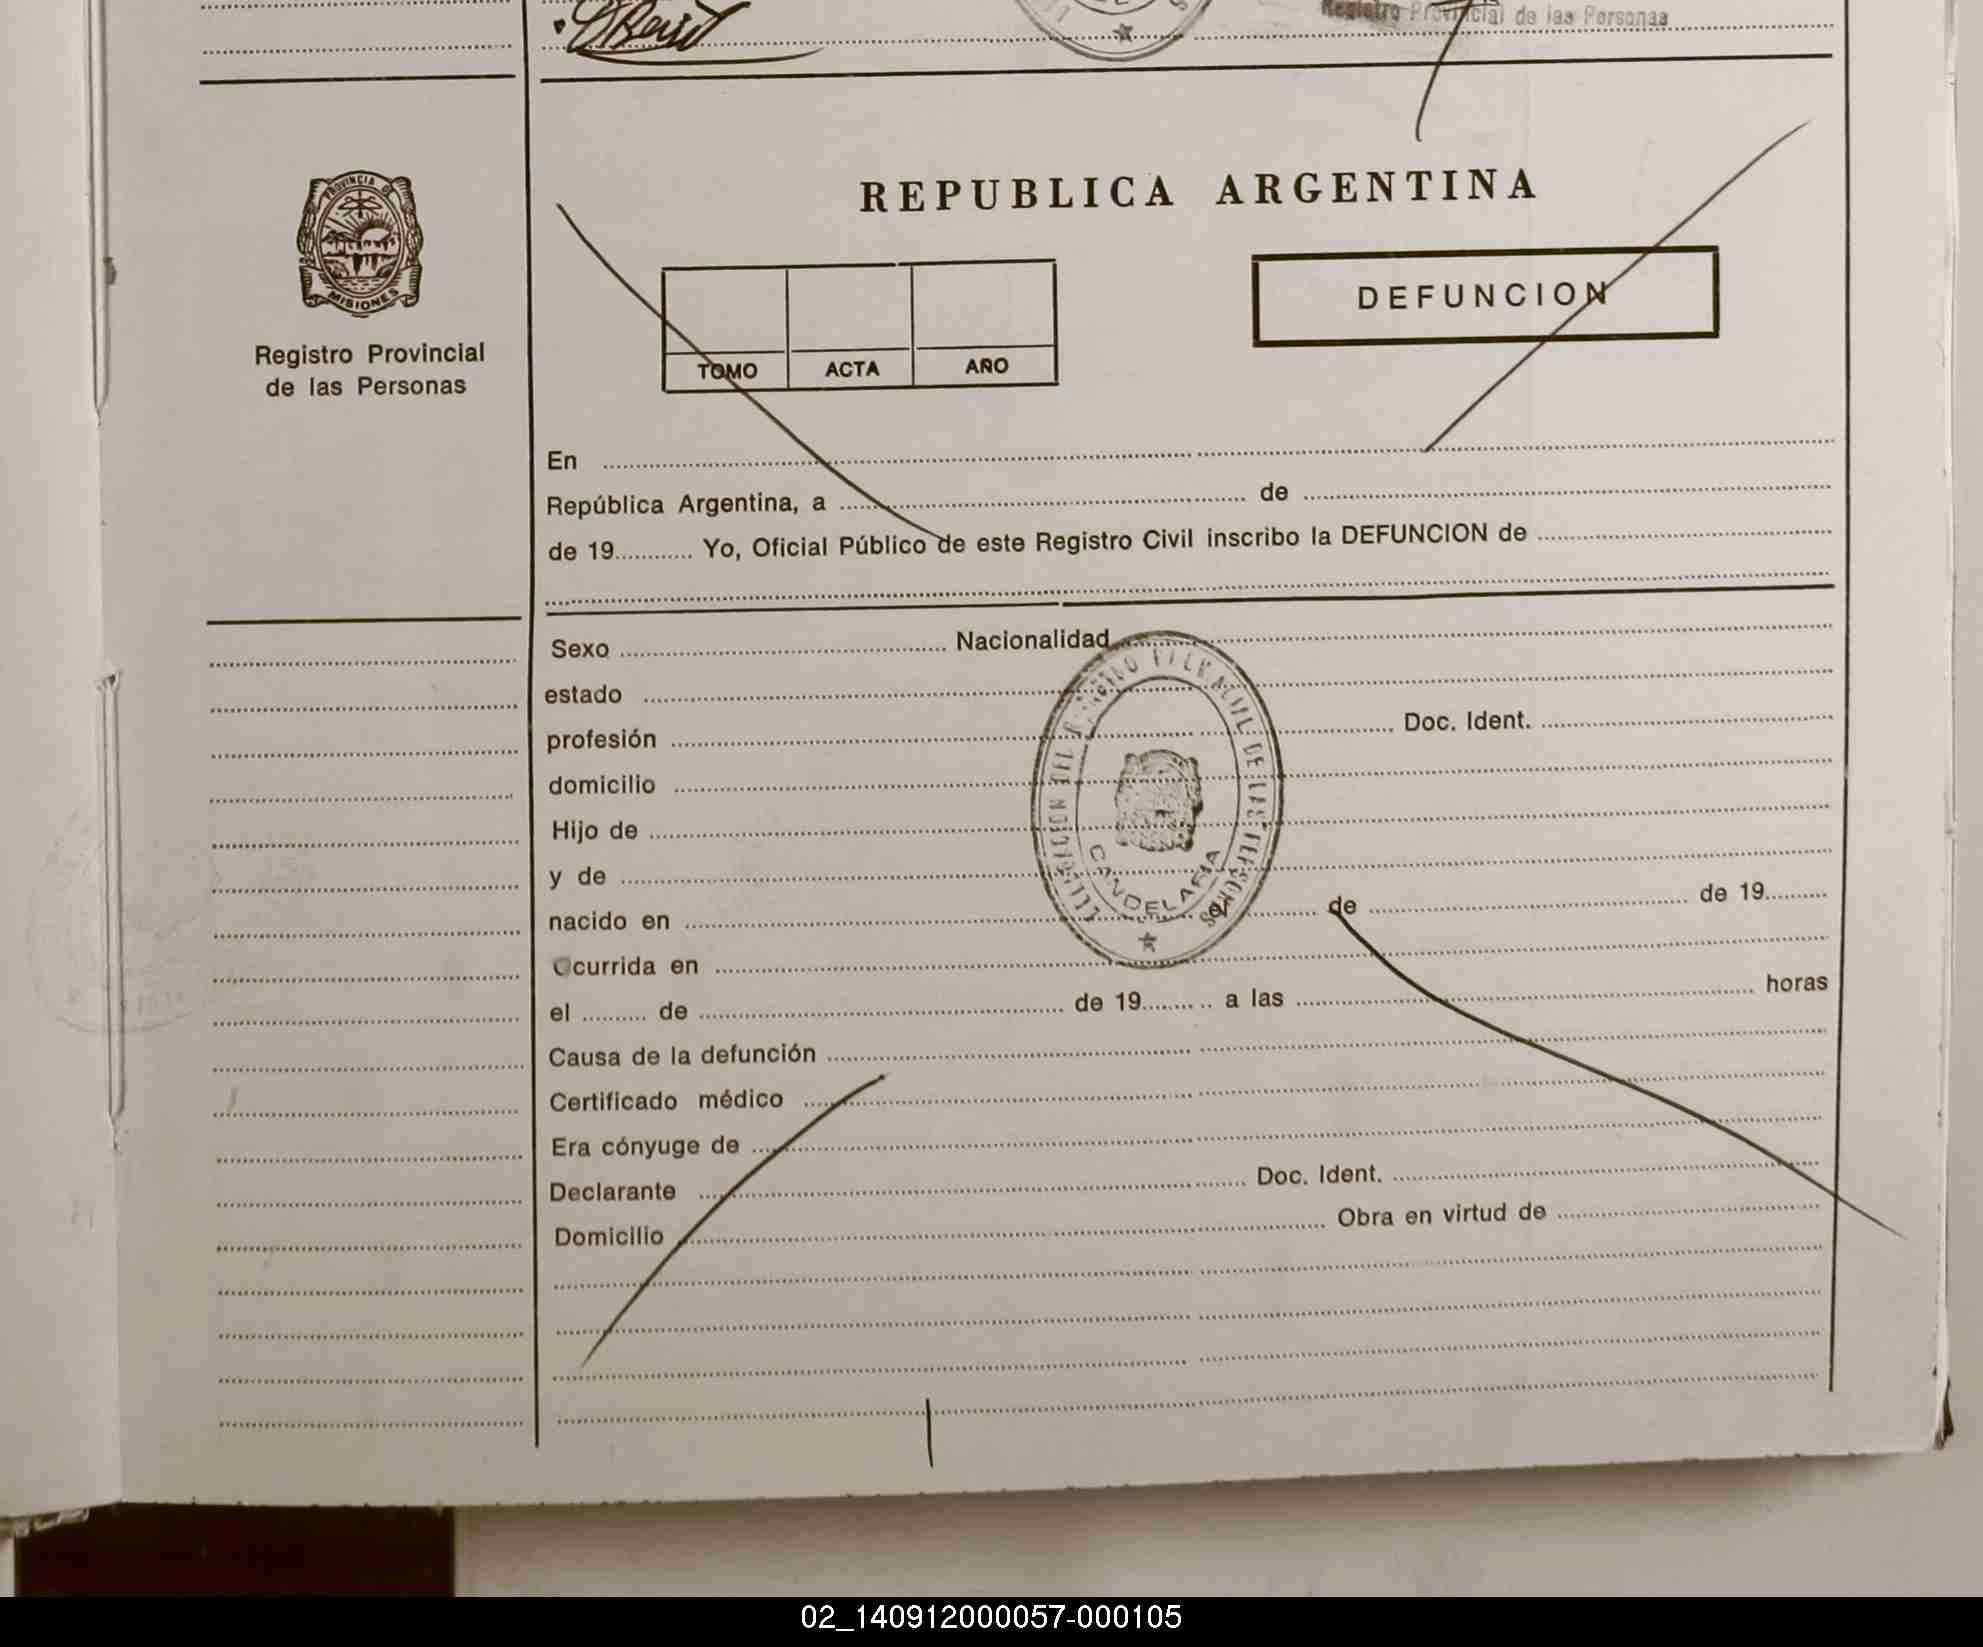 Registro Provincial de las Personas
PROVINCIA DE
MISIONES
Registro Provincial
de las Personas
REPUBLICA ARGENTINA
TOMO ACTA AÑO
DEFUNCION
En
República Argentina, a de
de 19 Yo, Oficial Público de este Registro Civil inscribo la DEFUNCION de
Sexo Nacionalidad
estado
profesión Doc. Ident.
domicilio
Hijo de
y de
nacido en el de de 19
Ocurrida en
el de de 19 a las horas
Causa de la defunción
Certificado médico
Era cónyuge de
Declarante Doc. Ident.
Domicilio Obra en virtud de
DE LAS PERSONAS
CANDELARIA
02_140912000057-000105